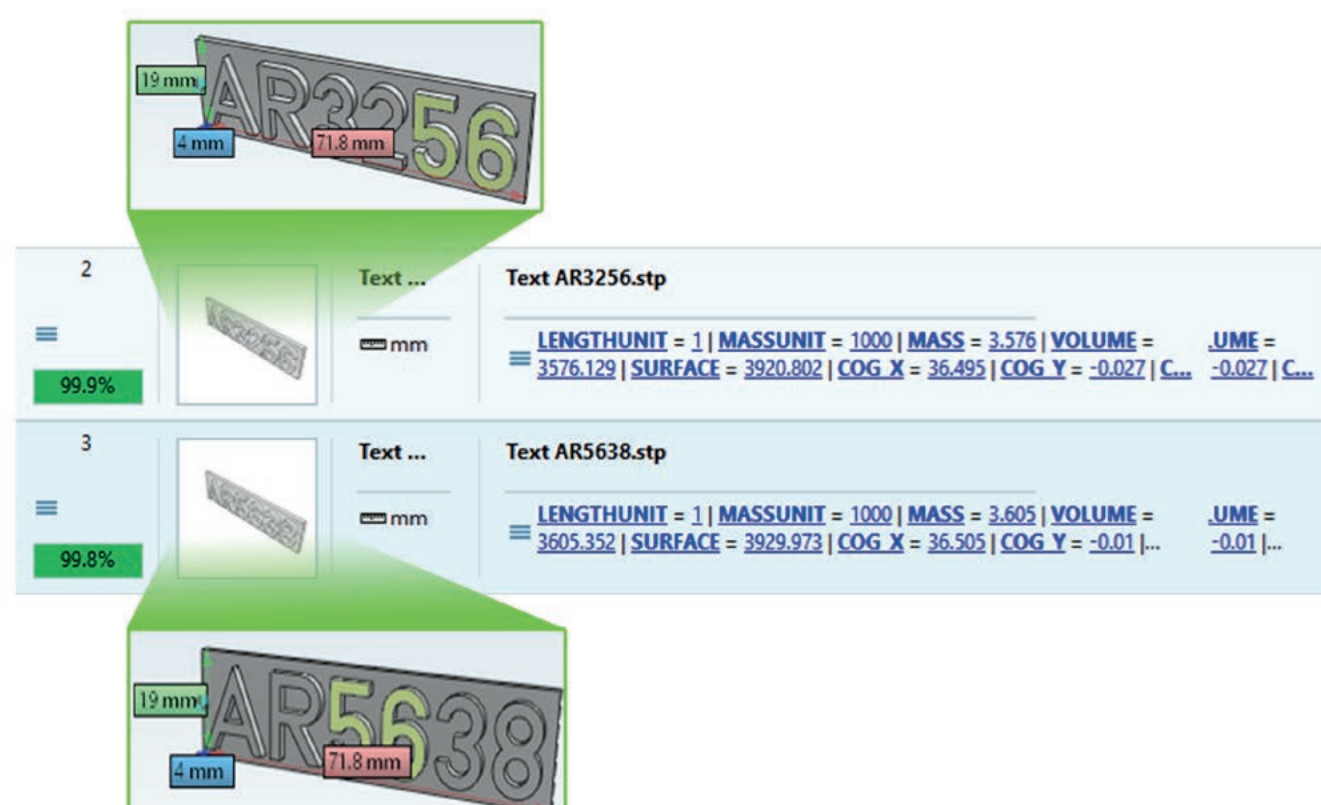 AR3256
19 mm
4 mm
71.8 mm
2
Text ...
Text AR3256.stp
mm
LENGTHUNIT = 1 | MASSUNIT = 1000 | MASS = 3.576 | VOLUME = .UME =
3576.129 | SURFACE = 3920.802 | COG X = 36.495 | COG Y = -0.027 | C... -0.027 | C...
99.9%
AR3256
3
Text ...
Text AR5638.stp
mm
LENGTHUNIT = 1 | MASSUNIT = 1000 | MASS = 3.605 | VOLUME = .UME =
3605.352 | SURFACE = 3929.973 | COG X = 36.505 | COG Y = -0.01 |... -0.01 |...
99.8%
AR5638
AR5638
19 mm
4 mm
71.8 mm